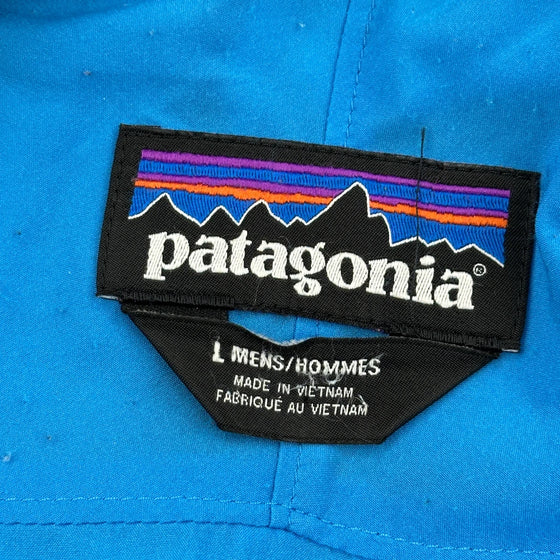 patagonia®
L MENS/HOMMES
MADE IN VIETNAM
FABRIQUÉ AU VIETNAM